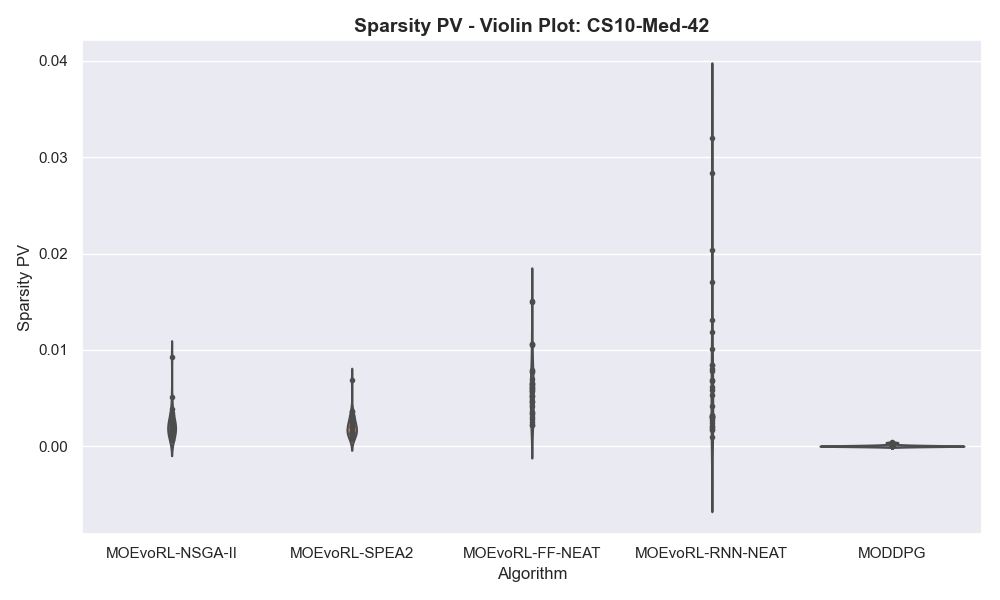 Sparsity PV - Violin Plot: CS10-Med-42
0.04
0.03
0.02
0.01
0.00
Sparsity PV
MOEvoRL-NSGA-II MOEvoRL-SPEA2 MOEvoRL-FF-NEAT MOEvoRL-RNN-NEAT MODDPG
Algorithm